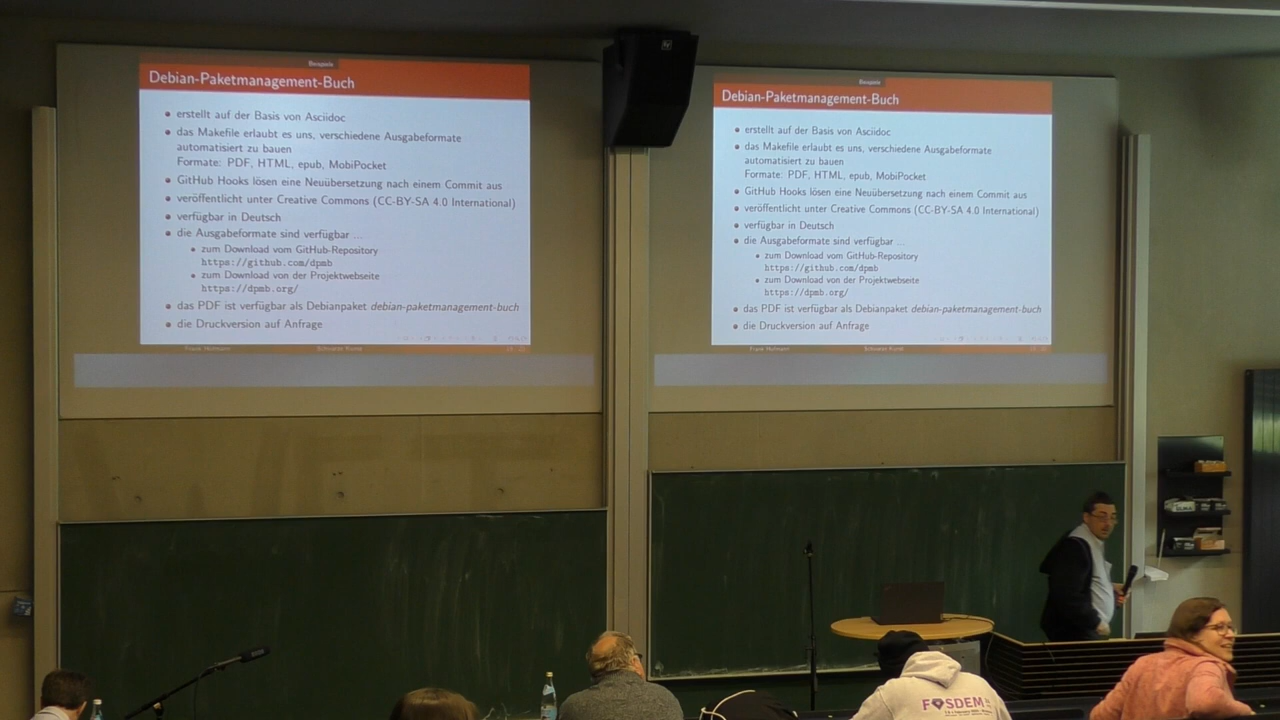 Beispiele
Debian-Paketmanagement-Buch
erstellt auf der Basis von Asciidoc
das Makefile erlaubt es uns, verschiedene Ausgabeformate
automatisiert zu bauen
Formate: PDF, HTML, epub, MobiPocket
GitHub Hooks lösen eine Neuübersetzung nach einem Commit aus
veröffentlicht unter Creative Commons (CC-BY-SA 4.0 International)
verfügbar in Deutsch
die Ausgabeformate sind verfügbar ...
zum Download vom GitHub-Repository
https://github.com/dpmb
zum Download von der Projektwebseite
https://dpmb.org/
das PDF ist verfügbar als Debianpaket debian-paketmanagement-buch
die Druckversion auf Anfrage
Frank Hofmann
Schwarze Kunst
Beispiele
Debian-Paketmanagement-Buch
erstellt auf der Basis von Asciidoc
das Makefile erlaubt es uns, verschiedene Ausgabeformate
automatisiert zu bauen
Formate: PDF, HTML, epub, MobiPocket
GitHub Hooks lösen eine Neuübersetzung nach einem Commit aus
veröffentlicht unter Creative Commons (CC-BY-SA 4.0 International)
verfügbar in Deutsch
die Ausgabeformate sind verfügbar ...
zum Download vom GitHub-Repository
https://github.com/dpmb
zum Download von der Projektwebseite
https://dpmb.org/
das PDF ist verfügbar als Debianpaket debian-paketmanagement-buch
die Druckversion auf Anfrage
Frank Hofmann
Schwarze Kunst
FOSDEM